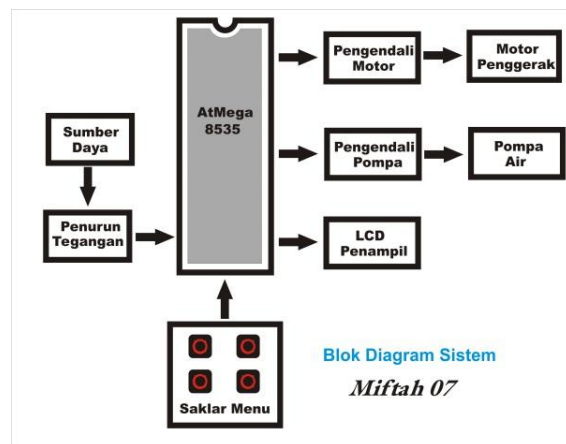 AtMega
8535
Pengendali
Motor
Motor
Penggerak
Sumber
Daya
Pengendali
Pompa
Pompa
Air
Penurun
Tegangan
LCD
Penampil
Saklar Menu
Blok Diagram Sistem
Miftah 07